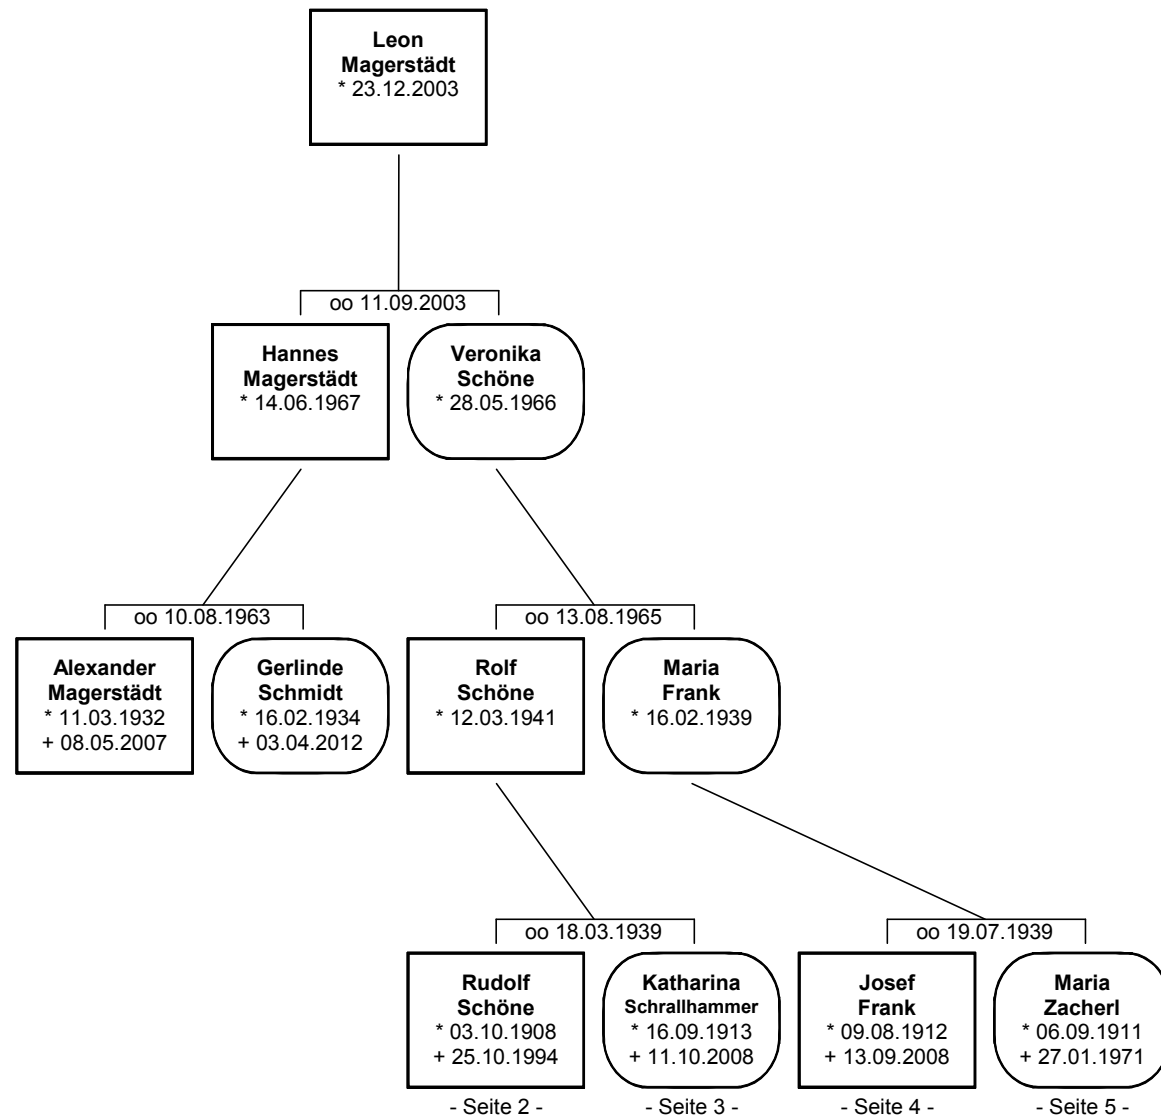 Leon
Magerstädt
* 23.12.2003
oo 11.09.2003
Hannes
Magerstädt
* 14.06.1967
Veronika
Schöne
* 28.05.1966
oo 10.08.1963
oo 13.08.1965
Alexander
Magerstädt
* 11.03.1932
+ 08.05.2007
Gerlinde
Schmidt
* 16.02.1934
+ 03.04.2012
Rolf
Schöne
* 12.03.1941
Maria
Frank
* 16.02.1939
oo 18.03.1939
oo 19.07.1939
Rudolf
Schöne
* 03.10.1908
+ 25.10.1994
Katharina
Schrallhammer
* 16.09.1913
+ 11.10.2008
Josef
Frank
* 09.08.1912
+ 13.09.2008
Maria
Zacherl
* 06.09.1911
+ 27.01.1971
- Seite 2 -
- Seite 3 -
- Seite 4 -
- Seite 5 -